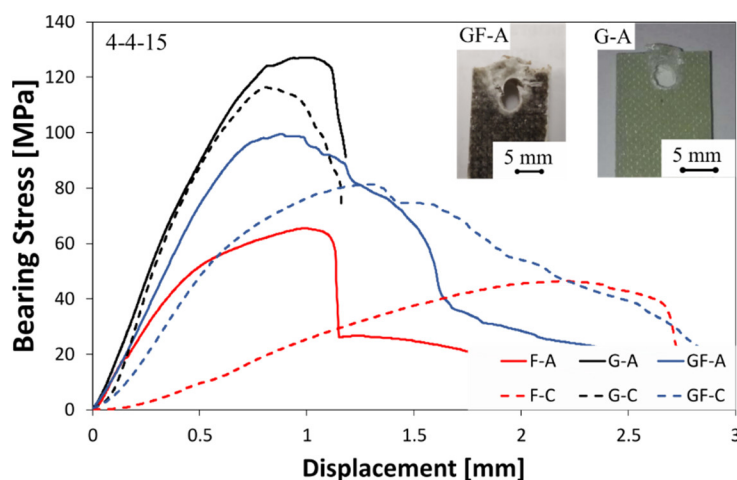 4-4-15
GF-A
G-A
5 mm
5 mm
Bearing Stress [MPa]
140
120
100
80
60
40
20
0
0
0.5
1
1.5
2
2.5
3
F-A
G-A
GF-A
F-C
G-C
GF-C
Displacement [mm]